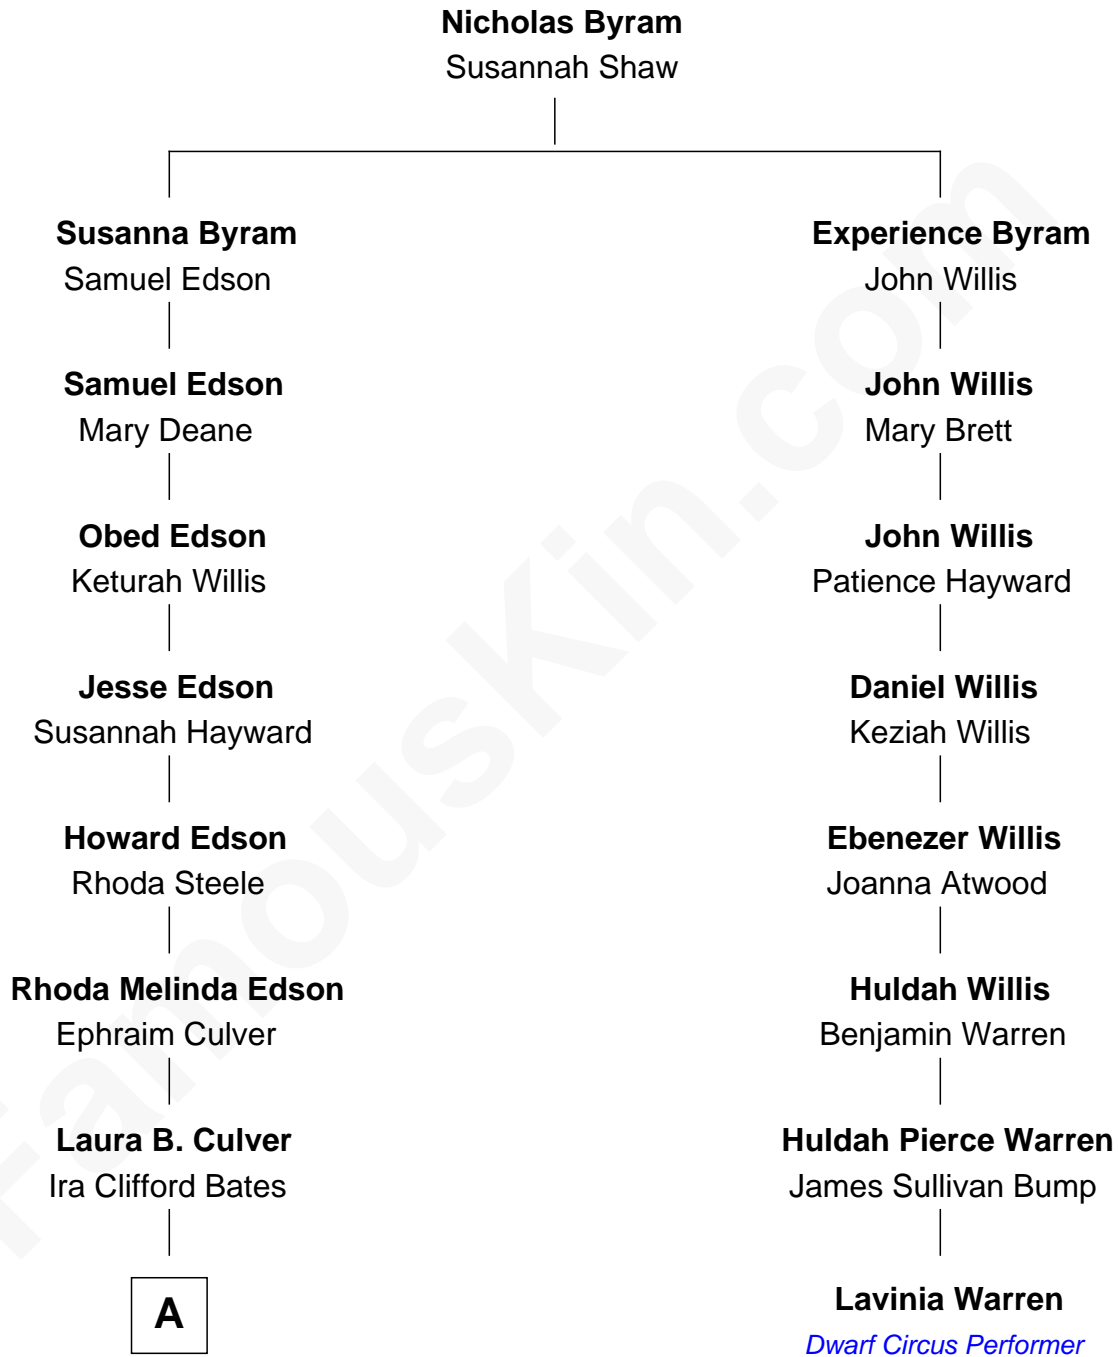 Nicholas Byram
Susannah Shaw
Susanna Byram
Samuel Edson
Experience Byram
John Willis
Samuel Edson
Mary Deane
John Willis
Mary Brett
Obed Edson
Keturah Willis
John Willis
Patience Hayward
Jesse Edson
Susannah Hayward
Daniel Willis
Keziah Willis
Howard Edson
Rhoda Steele
Ebenezer Willis
Joanna Atwood
Rhoda Melinda Edson
Ephraim Culver
Huldah Willis
Benjamin Warren
Laura B. Culver
Ira Clifford Bates
Huldah Pierce Warren
James Sullivan Bump
A
Lavinia Warren
Dwarf Circus Performer
FamousKin.com